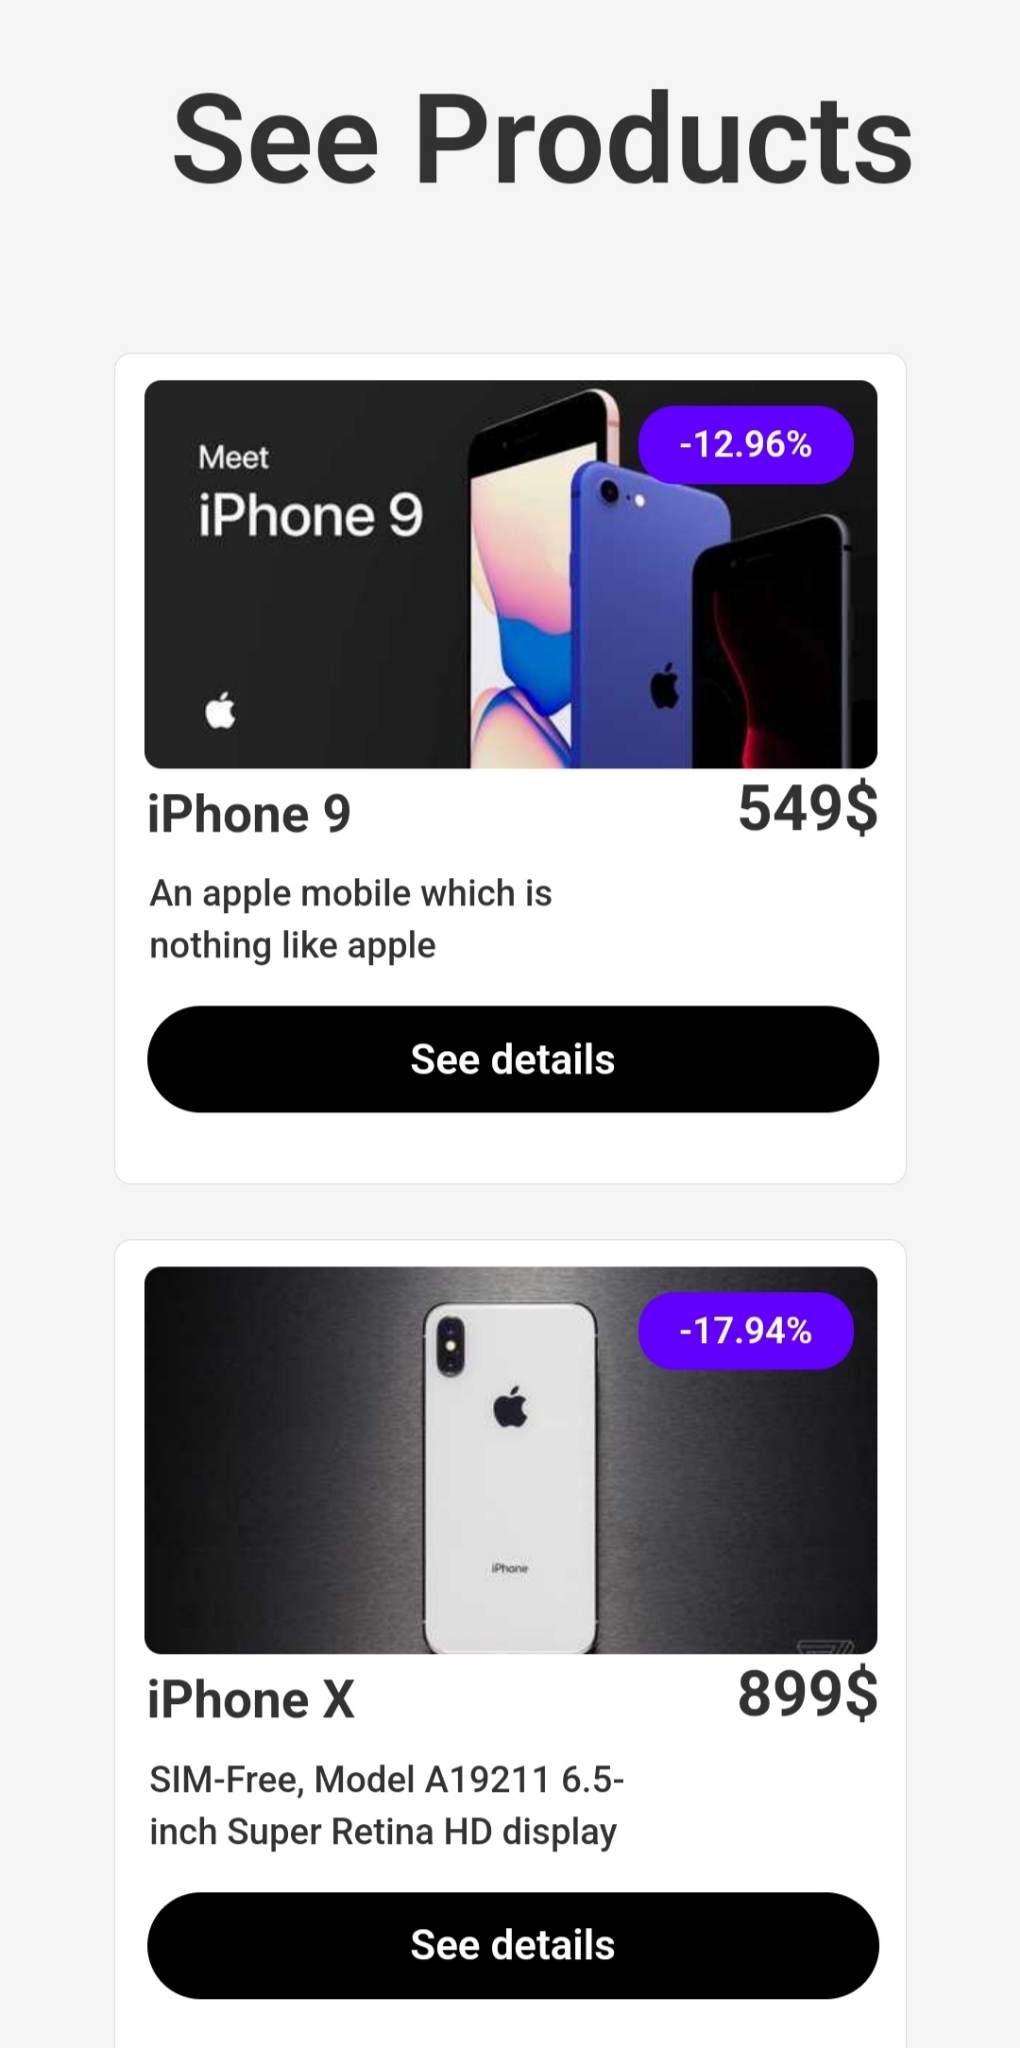 See Products
Meet
iPhone 9
-12.96%
iPhone 9
549$
An apple mobile which is
nothing like apple
See details
-17.94%
iPhone
iPhone X
899$
SIM-Free, Model A19211 6.5-
inch Super Retina HD display
See details